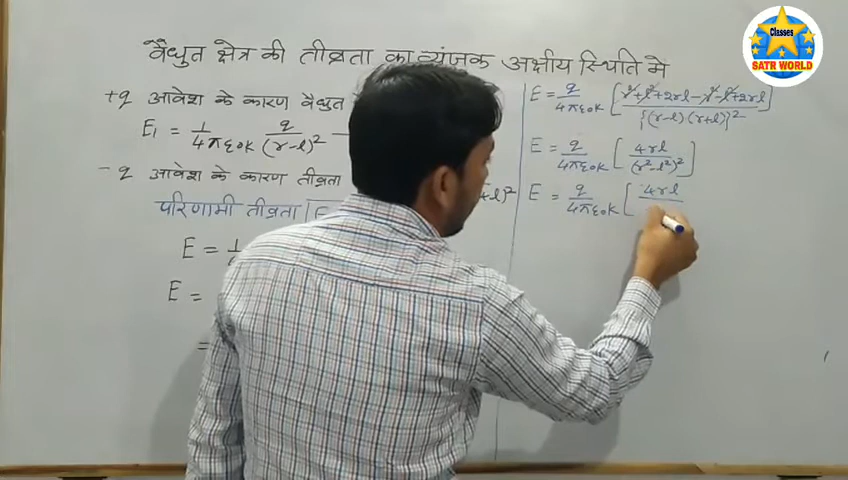 वैधुत क्षेत्र की तीव्रता का व्यंजक अक्षीय स्थिति मे
Classes
SATR WORLD
+q आवेश के कारण वैधुत
E₁ = 1/4πε₀K q/(r-l)²
-q आवेश के कारण तीव्रता
+l)²
परिणामी तीव्रता
E =
E =
=
E = q/4πε₀K [r²+l²+2rl-r²-l²+2rl/{(r-l)(r+l)}²]
E = q/4πε₀K [4rl/(r²-l²)²]
E = q/4πε₀K [4rl